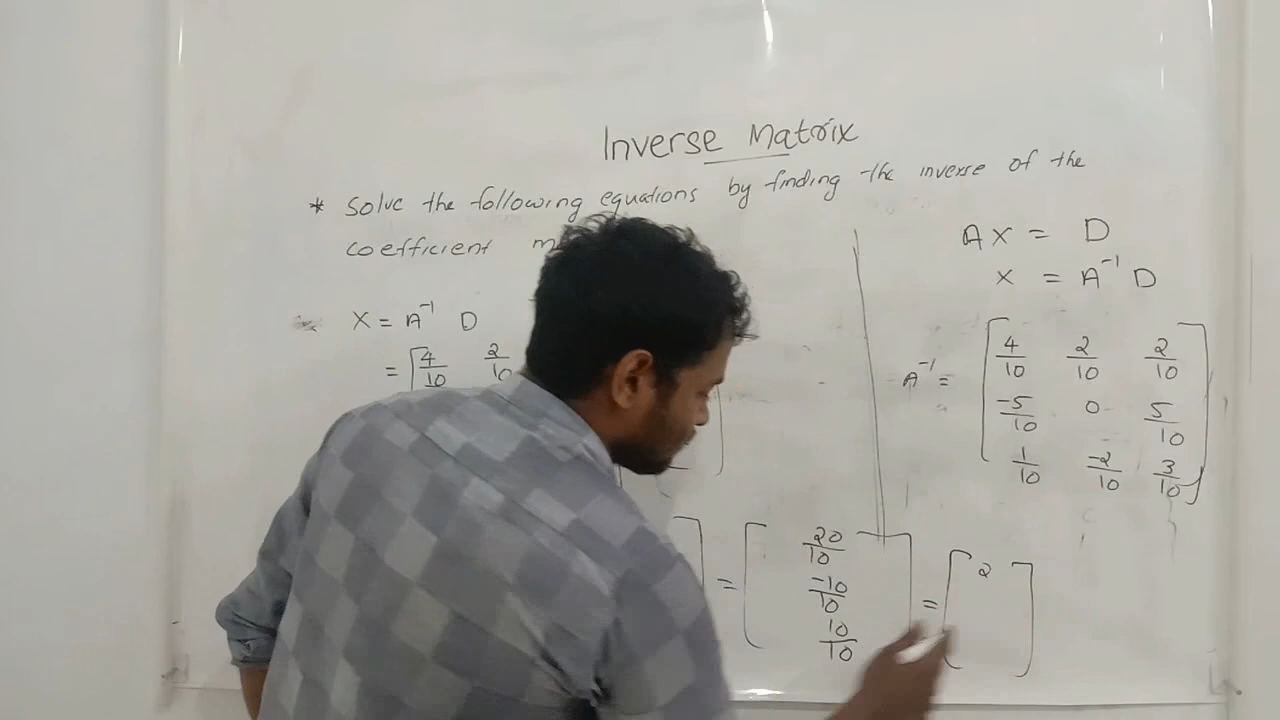 Inverse Matrix
* Solve the following equations by finding the inverse of the
coefficient
X = A⁻¹ D
= [ 4/10 2/10
= [ 20/10
-10/10
10/10 ] = [ 2 ]
AX = D
X = A⁻¹ D
A⁻¹ = [ 4/10 2/10 2/10
-5/10 0 5/10
1/10 -2/10 3/10 ]